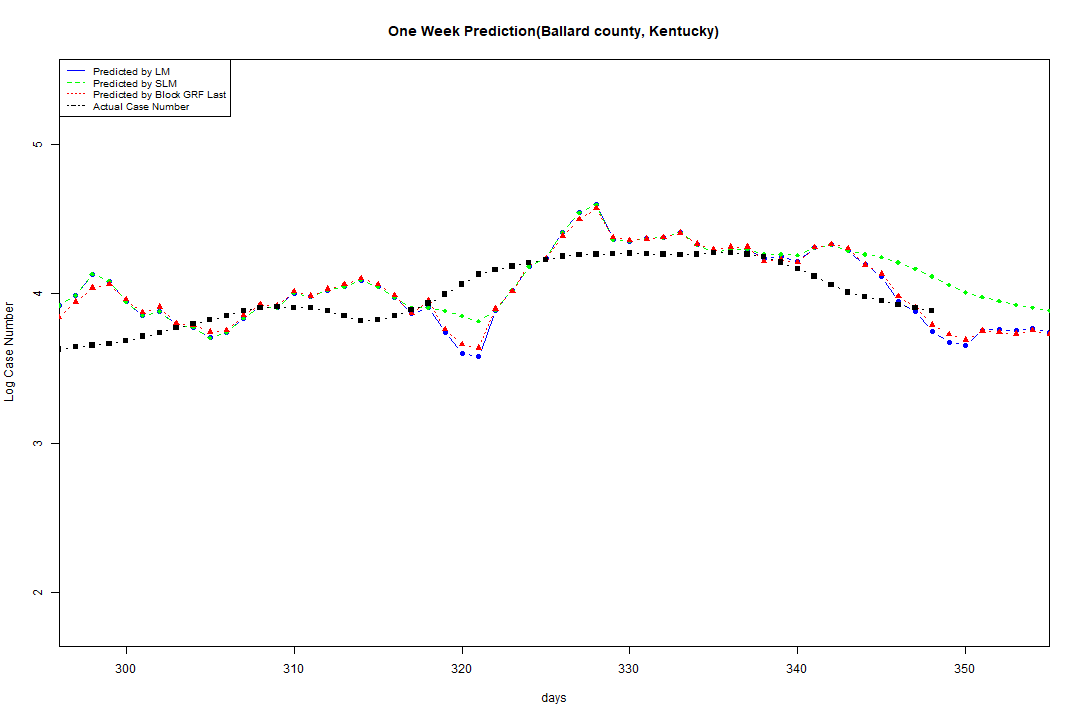 One Week Prediction(Ballard county, Kentucky)
Predicted by LM
Predicted by SLM
Predicted by Block GRF Last
Actual Case Number
5
4
3
2
Log Case Number
300 310 320 330 340 350
days